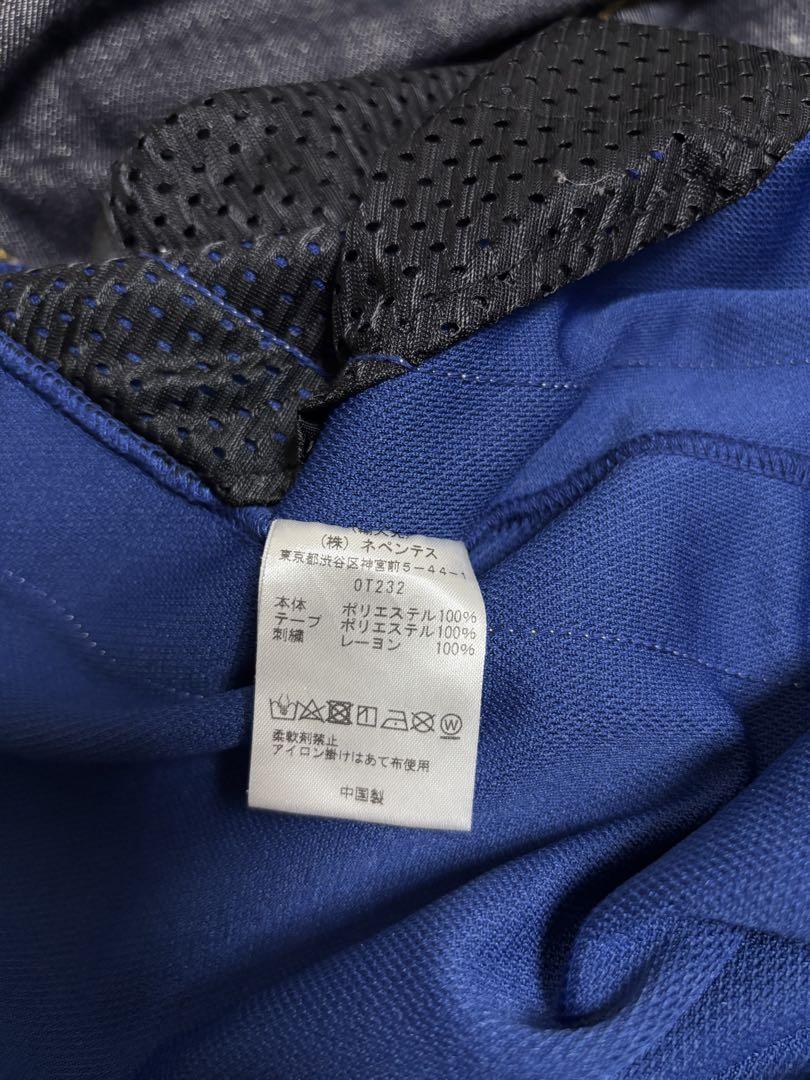 (株) ネペンテス
東京都渋谷区神宮前5-44-1
OT232
本体 ポリエステル100%
テープ ポリエステル100%
刺繍 レーヨン 100%
W
柔軟剤禁止
アイロン掛けはあて布使用
中国製